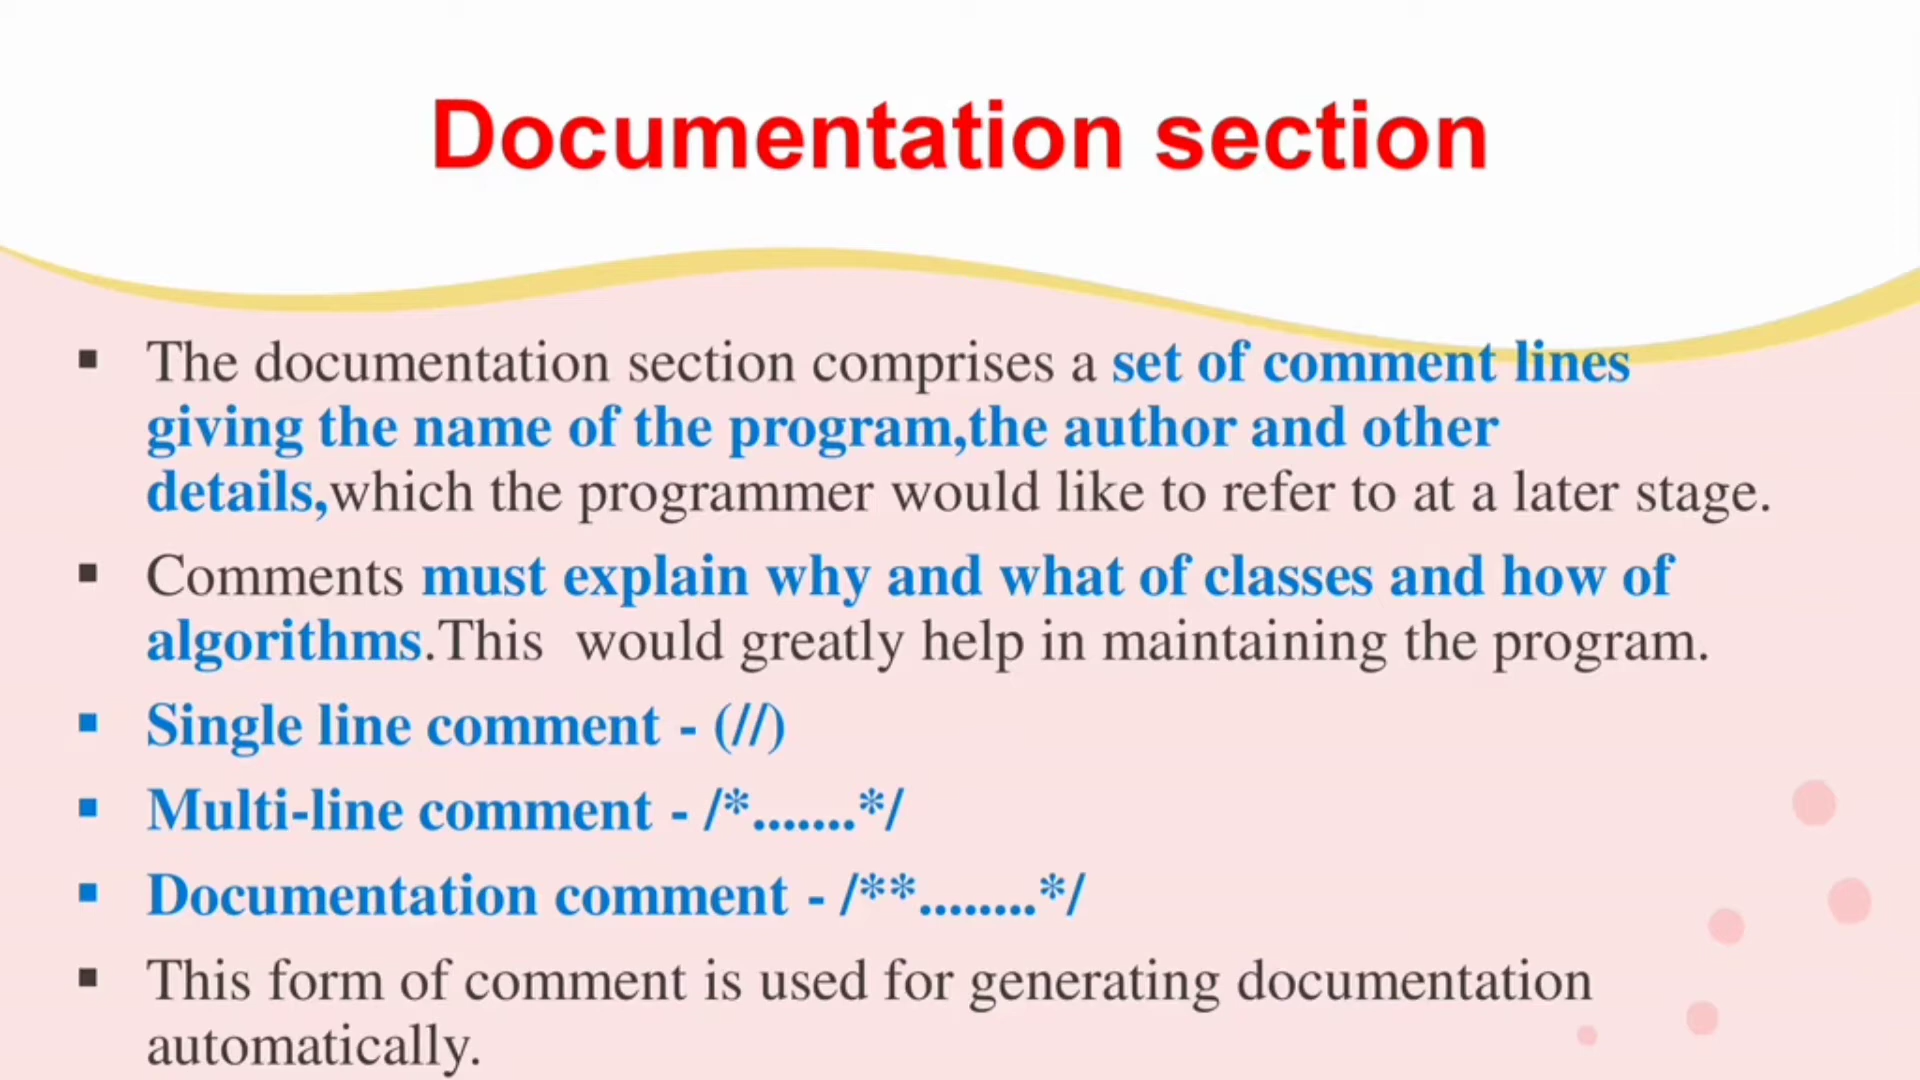 Documentation section
▪ The documentation section comprises a set of comment lines
giving the name of the program,the author and other
details,which the programmer would like to refer to at a later stage.
▪ Comments must explain why and what of classes and how of
algorithms.This  would greatly help in maintaining the program.
▪ Single line comment - (//)
▪ Multi-line comment - /*.......*/
▪ Documentation comment - /**........*/
▪ This form of comment is used for generating documentation
automatically.